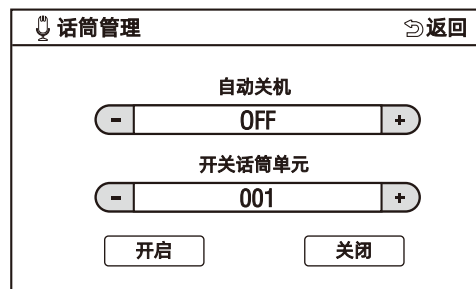 话筒管理 返回
自动关机
- OFF +
开关话筒单元
- 001 +
开启 关闭